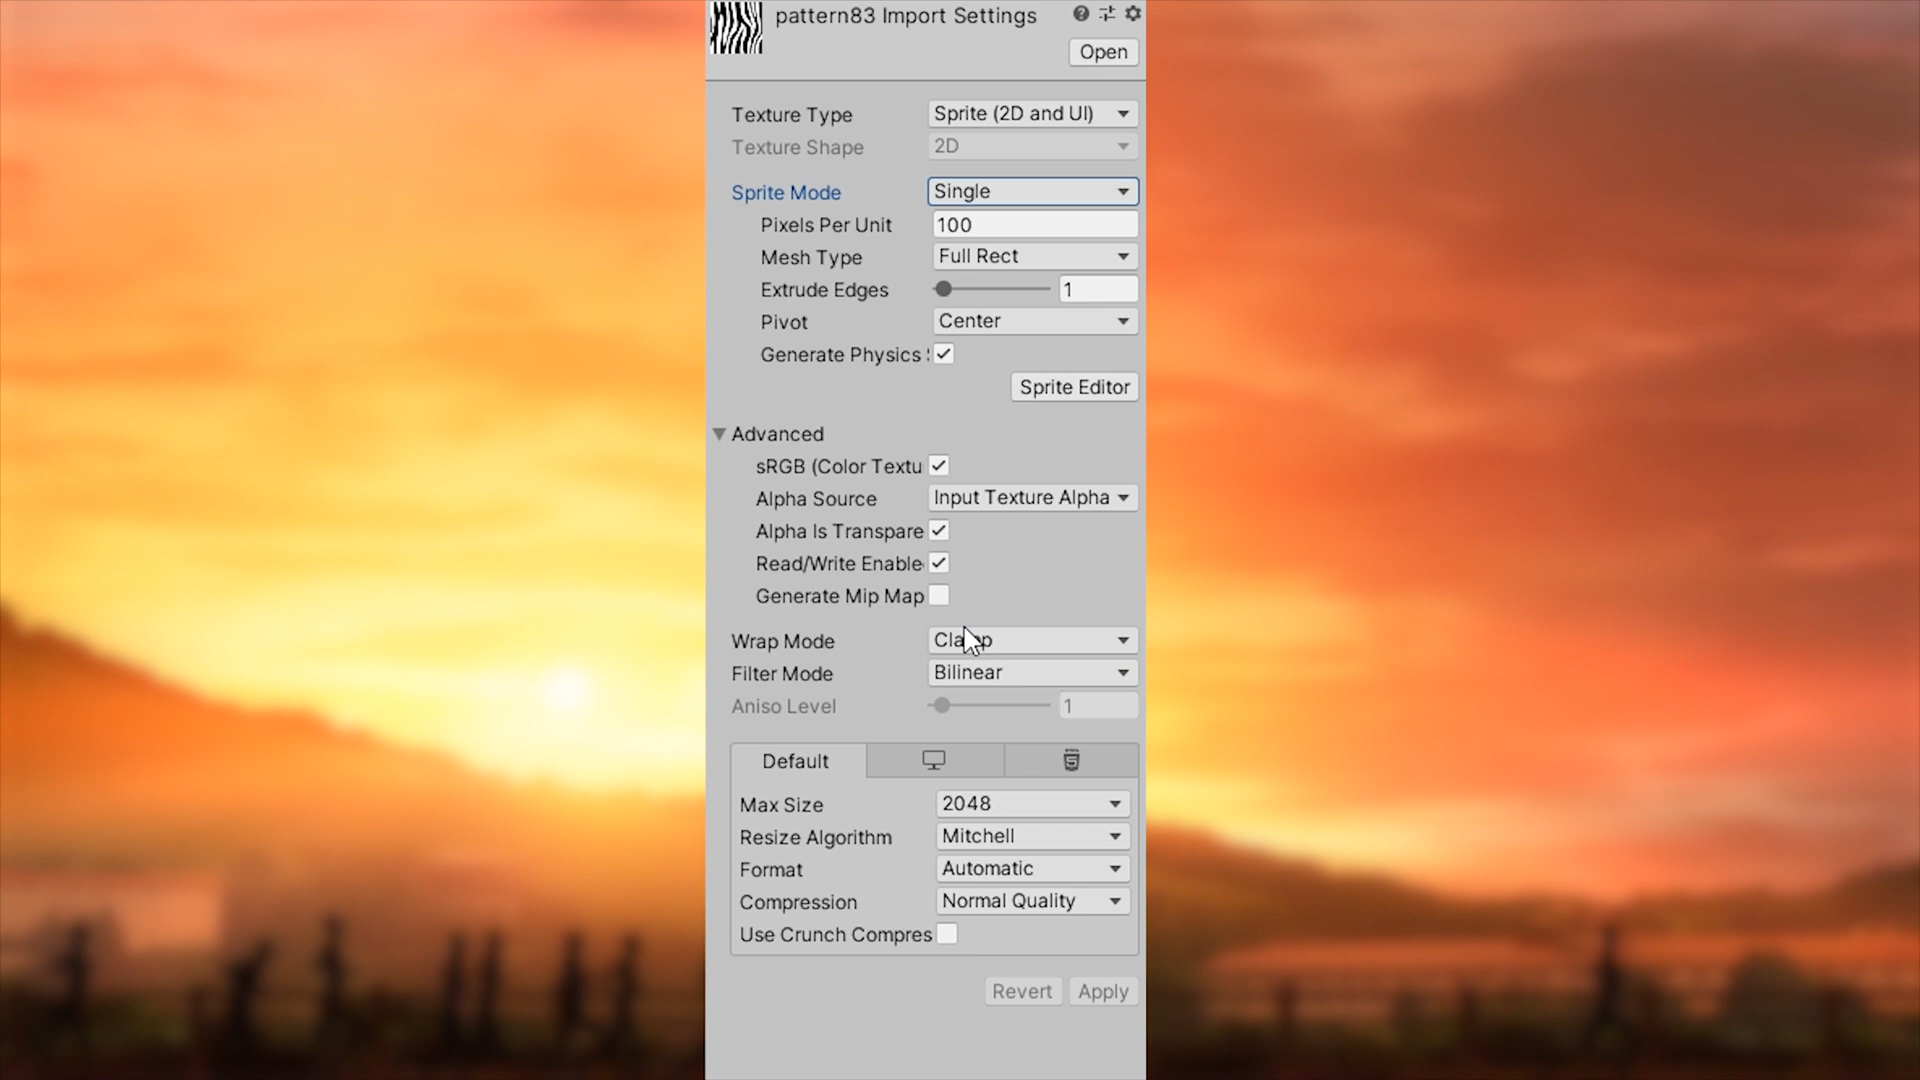 pattern83 Import Settings
Open
Texture Type Sprite (2D and UI)
Texture Shape 2D
Sprite Mode Single
Pixels Per Unit 100
Mesh Type Full Rect
Extrude Edges 1
Pivot Center
Generate Physics
Sprite Editor
Advanced
sRGB (Color Textu
Alpha Source Input Texture Alpha
Alpha Is Transpare
Read/Write Enable
Generate Mip Map
Wrap Mode Clamp
Filter Mode Bilinear
Aniso Level 1
Default
Max Size 2048
Resize Algorithm Mitchell
Format Automatic
Compression Normal Quality
Use Crunch Compres
Revert Apply